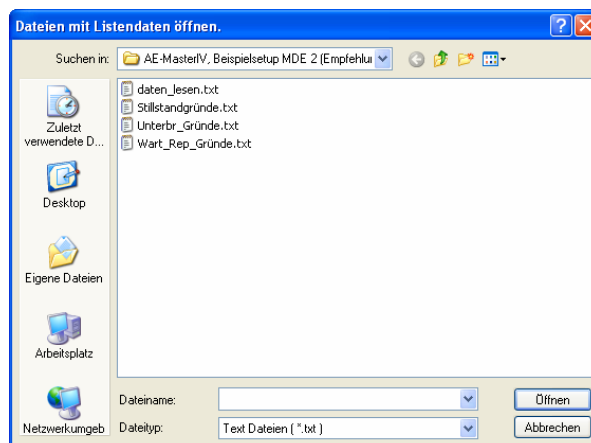 Dateien mit Listendaten öffnen.
Suchen in: AE-MasterIV, Beispielsetup MDE 2 (Empfehlu
daten_lesen.txt
Stillstandgründe.txt
Unterbr_Gründe.txt
Wart_Rep_Gründe.txt
Zuletzt
verwendete D...
Desktop
Eigene Dateien
Arbeitsplatz
Netzwerkumgeb
Dateiname:
Öffnen
Dateityp: Text Dateien ( *.txt )
Abbrechen